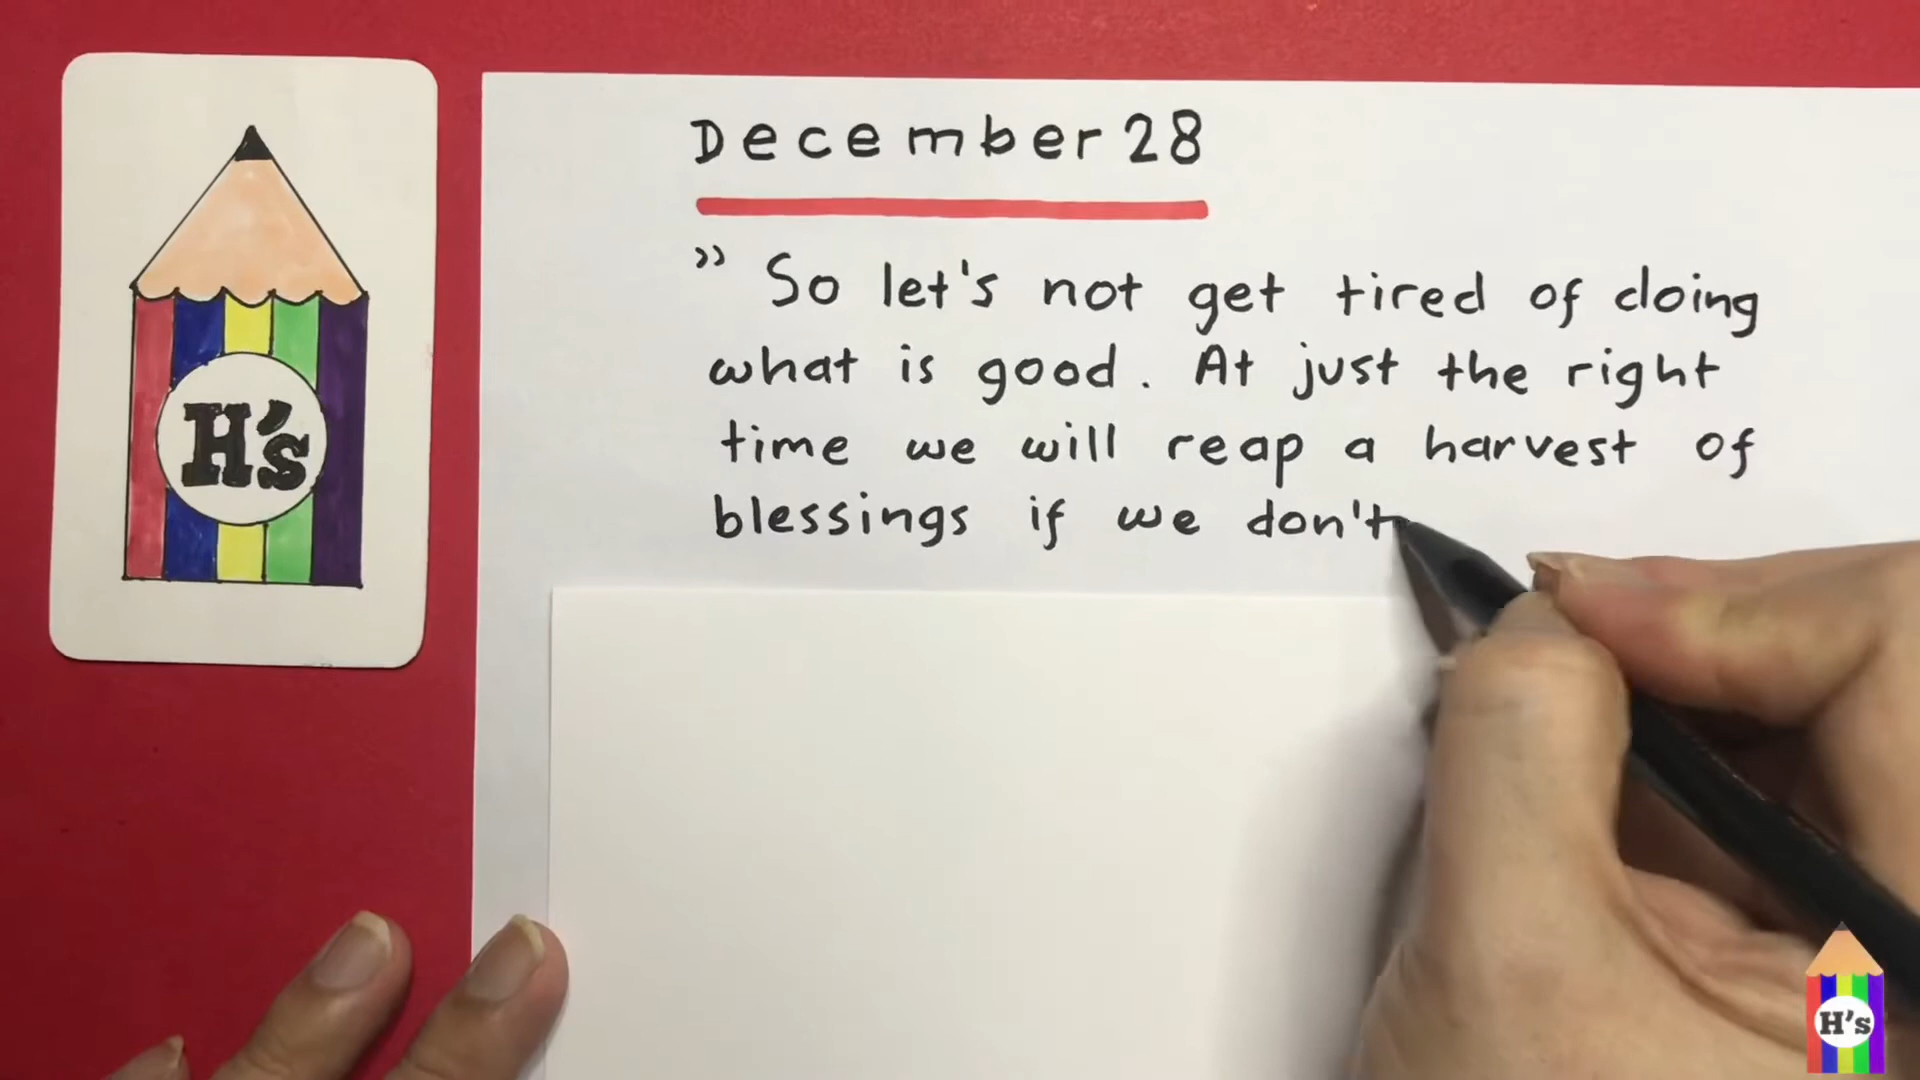 December 28
” So let's not get tired of doing
what is good. At just the right
time we will reap a harvest of
blessings if we don't
H's
H's